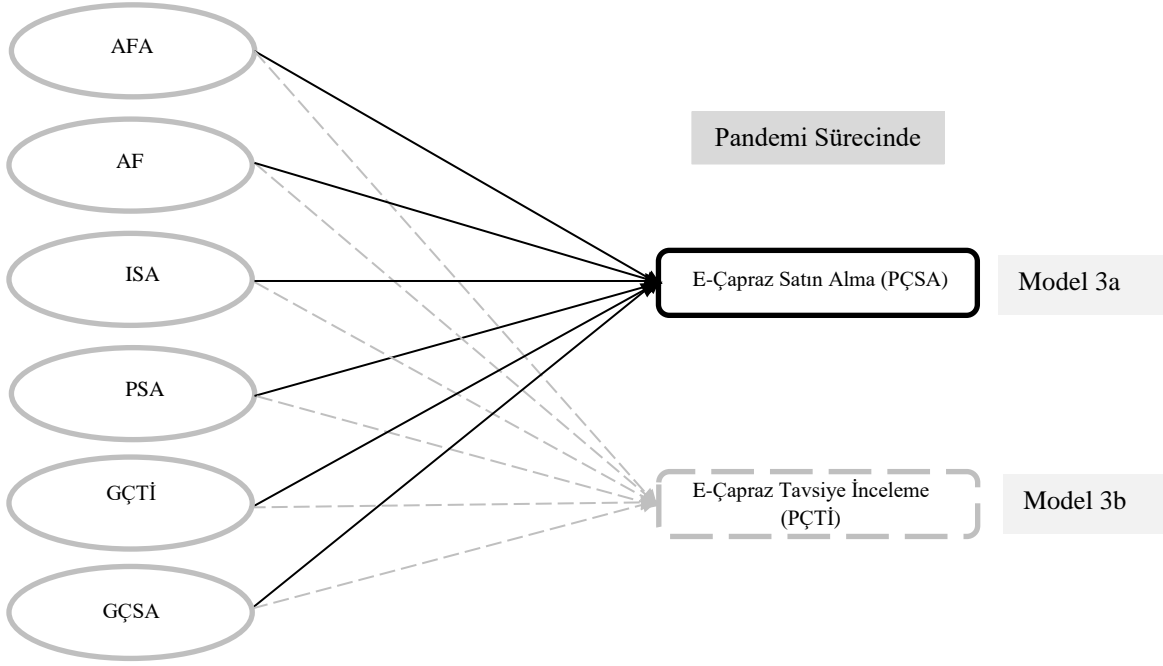 AFA
AF
ISA
PSA
GÇTİ
GÇSA
Pandemi Sürecinde
E-Çapraz Satın Alma (PÇSA)
Model 3a
E-Çapraz Tavsiye İnceleme
(PÇTİ)
Model 3b